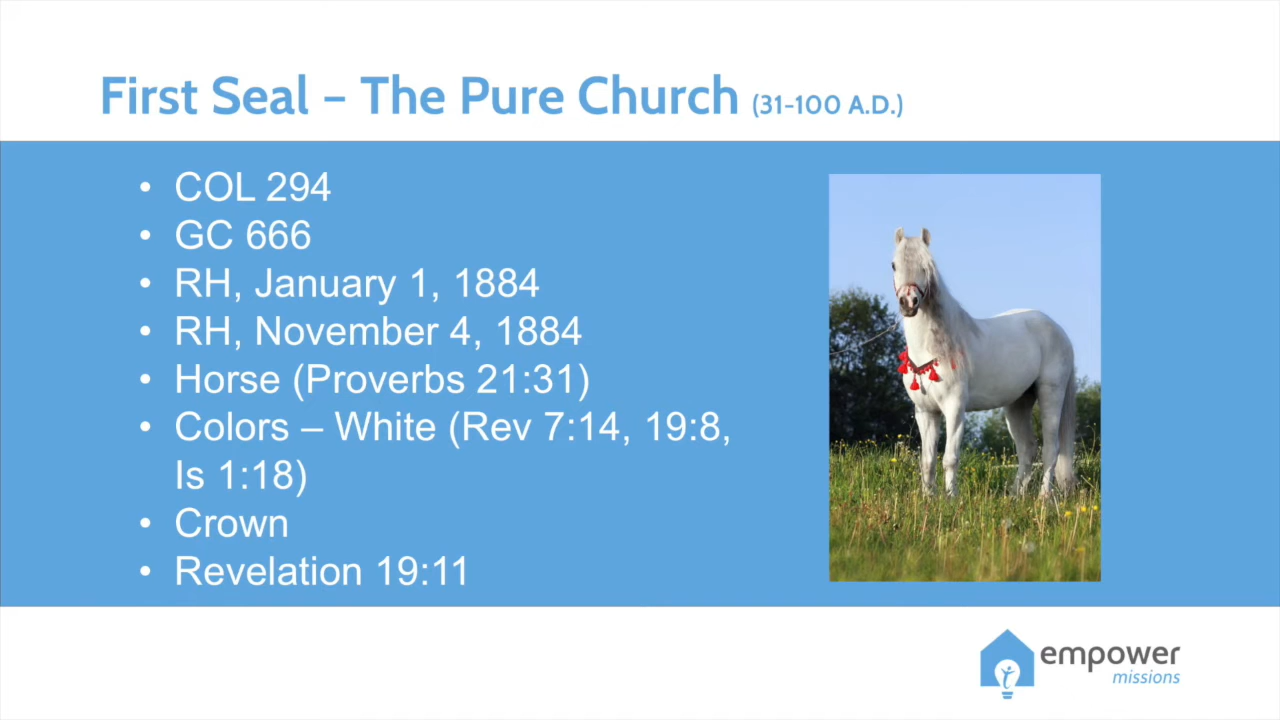 First Seal – The Pure Church (31-100 A.D.)
• COL 294
• GC 666
• RH, January 1, 1884
• RH, November 4, 1884
• Horse (Proverbs 21:31)
• Colors – White (Rev 7:14, 19:8,
Is 1:18)
• Crown
• Revelation 19:11
empower
missions